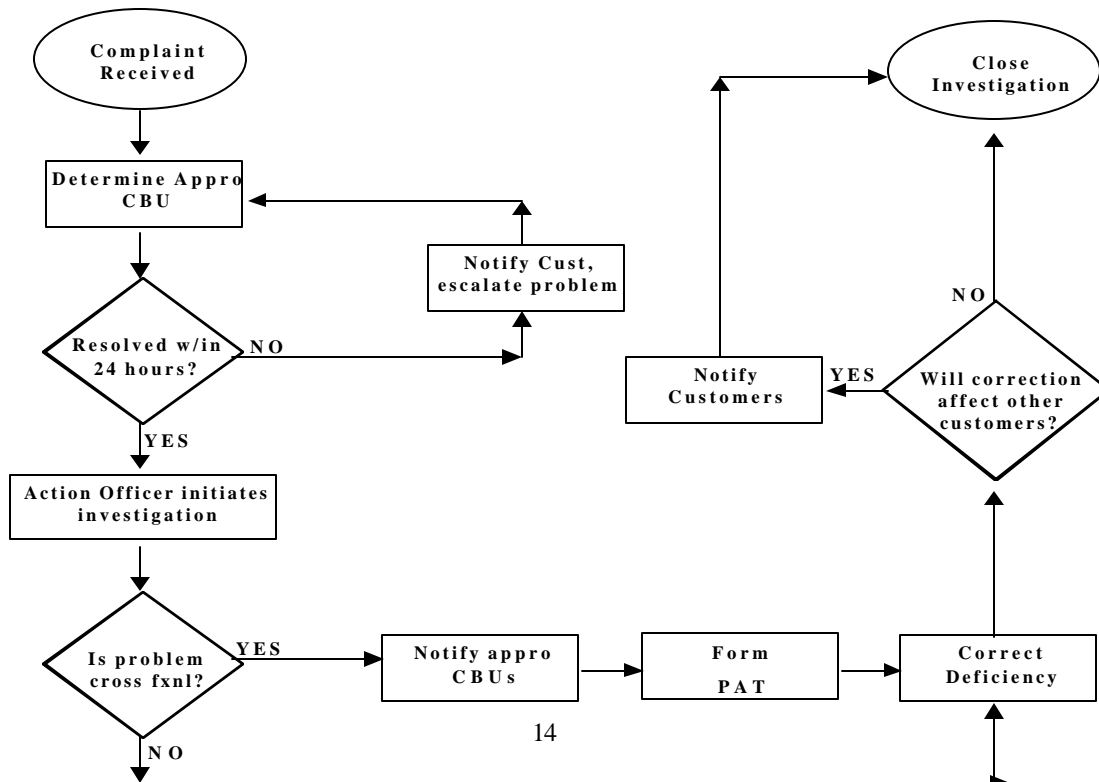 Complaint
Received
Determine Appro
CBU
Notify Cust,
escalate problem
Resolved w/in
24 hours?
NO
YES
Action Officer initiates
investigation
Is problem
cross fxnl?
YES
NO
Notify appro
CBUs
Form
PAT
Correct
Deficiency
Will correction
affect other
customers?
YES
NO
Notify
Customers
Close
Investigation
14